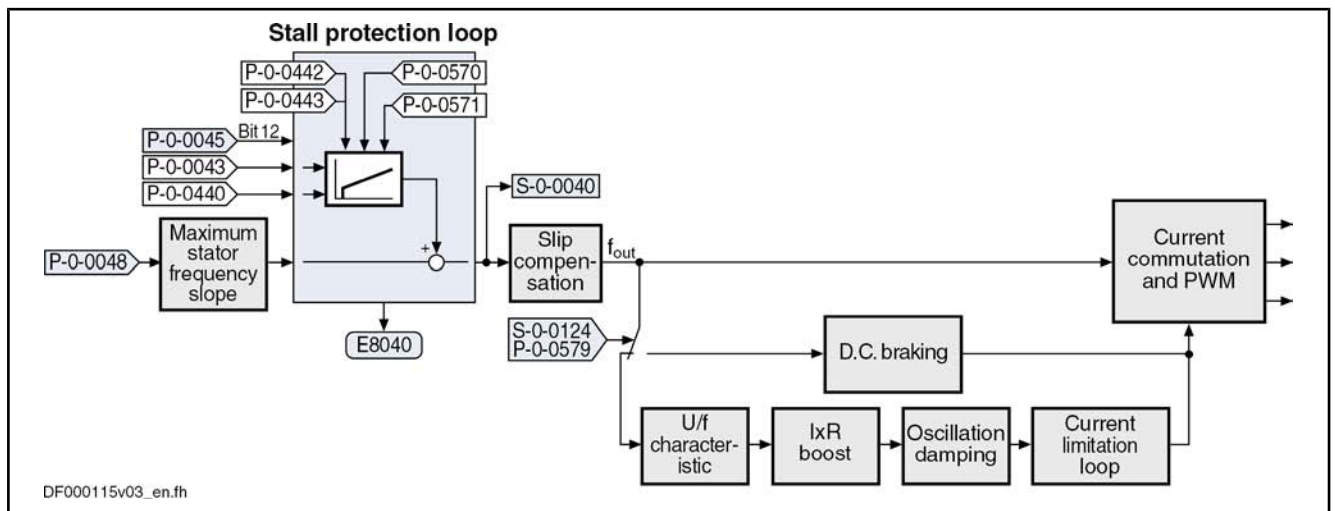 Stall protection loop
P-0-0442
P-0-0570
P-0-0443
P-0-0571
P-0-0045
Bit 12
P-0-0043
P-0-0440
S-0-0040
P-0-0048
Maximum
stator
frequency
slope
+
Slip
compen-
sation
fout
Current
commutation
and PWM
E8040
S-0-0124
P-0-0579
D.C. braking
U/f
character-
istic
IxR
boost
Oscillation
damping
Current
limitation
loop
DF000115v03_en.fh